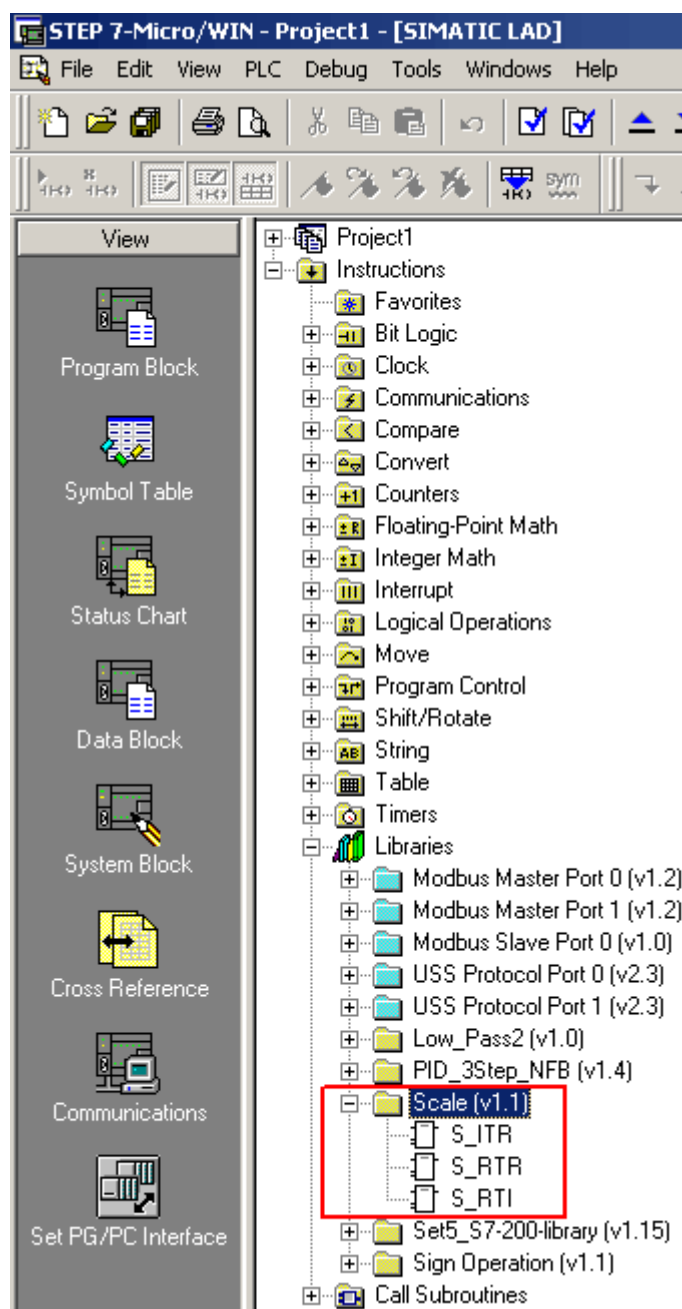 STEP 7-Micro/WIN - Project1 - [SIMATIC LAD]
File Edit View PLC Debug Tools Windows Help
sym
View
Program Block
Symbol Table
Status Chart
Data Block
System Block
Cross Reference
Communications
Set PG/PC Interface
Project1
Instructions
Favorites
Bit Logic
Clock
Communications
Compare
Convert
Counters
Floating-Point Math
Integer Math
Interrupt
Logical Operations
Move
Program Control
Shift/Rotate
String
Table
Timers
Libraries
Modbus Master Port 0 (v1.2)
Modbus Master Port 1 (v1.2)
Modbus Slave Port 0 (v1.0)
USS Protocol Port 0 (v2.3)
USS Protocol Port 1 (v2.3)
Low_Pass2 (v1.0)
PID_3Step_NFB (v1.4)
Scale (v1.1)
S_ITR
S_RTR
S_RTI
Set5_S7-200-library (v1.15)
Sign Operation (v1.1)
Call Subroutines